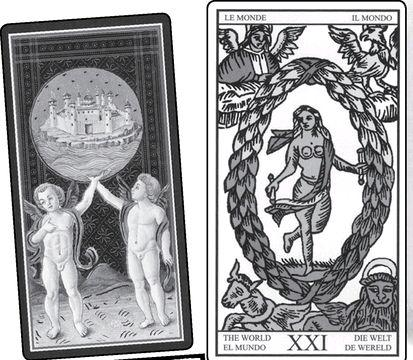 LE MONDE IL MONDO
THE WORLD XXI DIE WELT
EL MUNDO DE WERELD